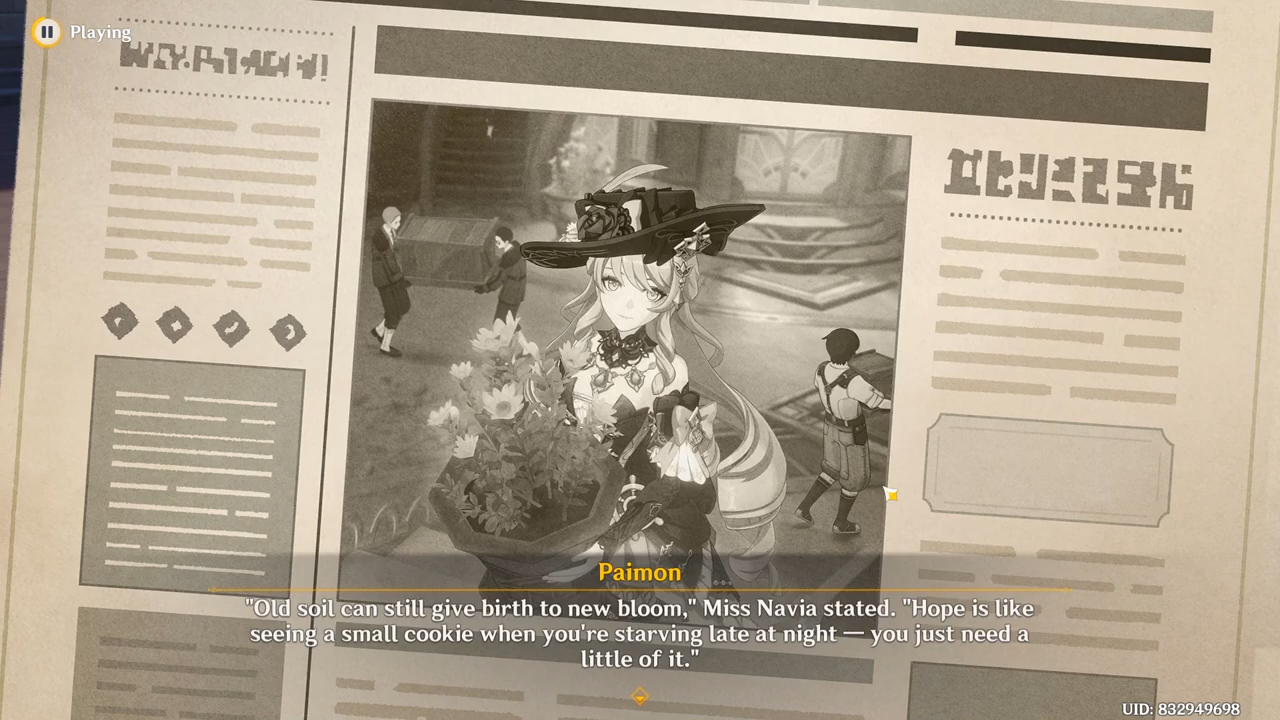 Playing
Paimon
"Old soil can still give birth to new bloom," Miss Navia stated. "Hope is like
seeing a small cookie when you're starving late at night — you just need a
little of it."
UID: 832949698